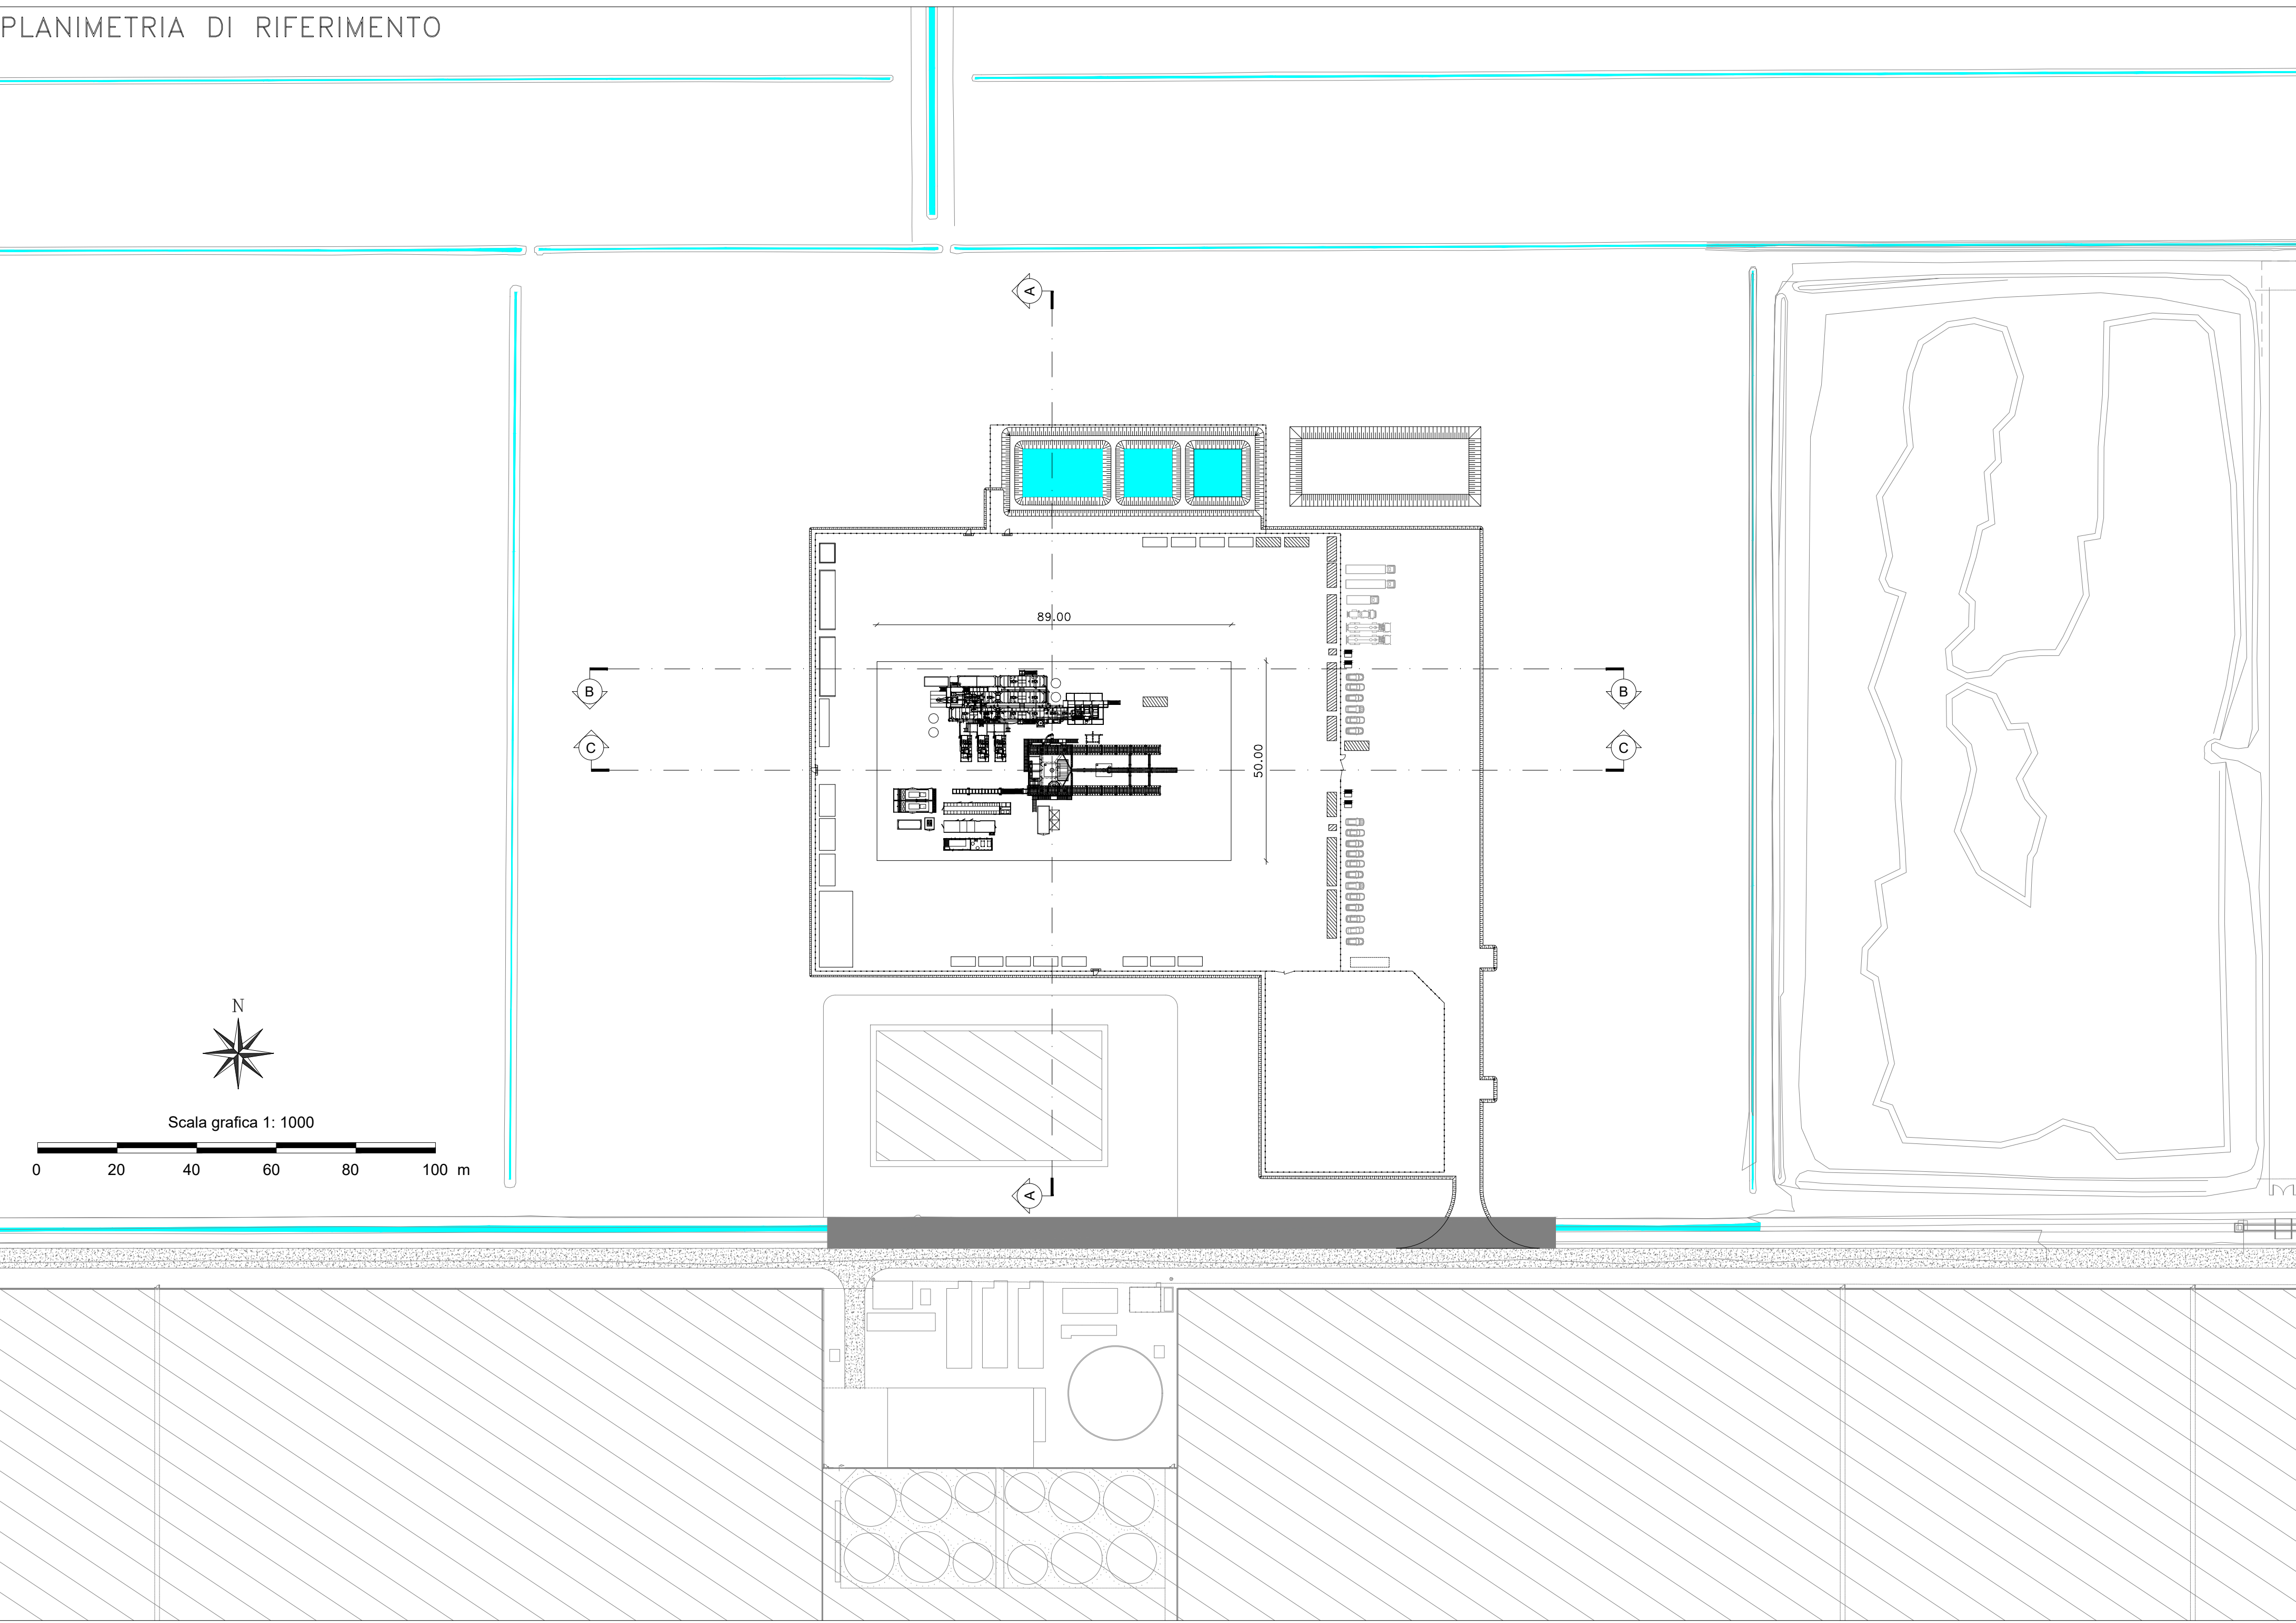 PLANIMETRIA DI RIFERIMENTO
A
89.00
B
B
C
C
50.00
N
Scala grafica 1: 1000
0 20 40 60 80 100 m
A